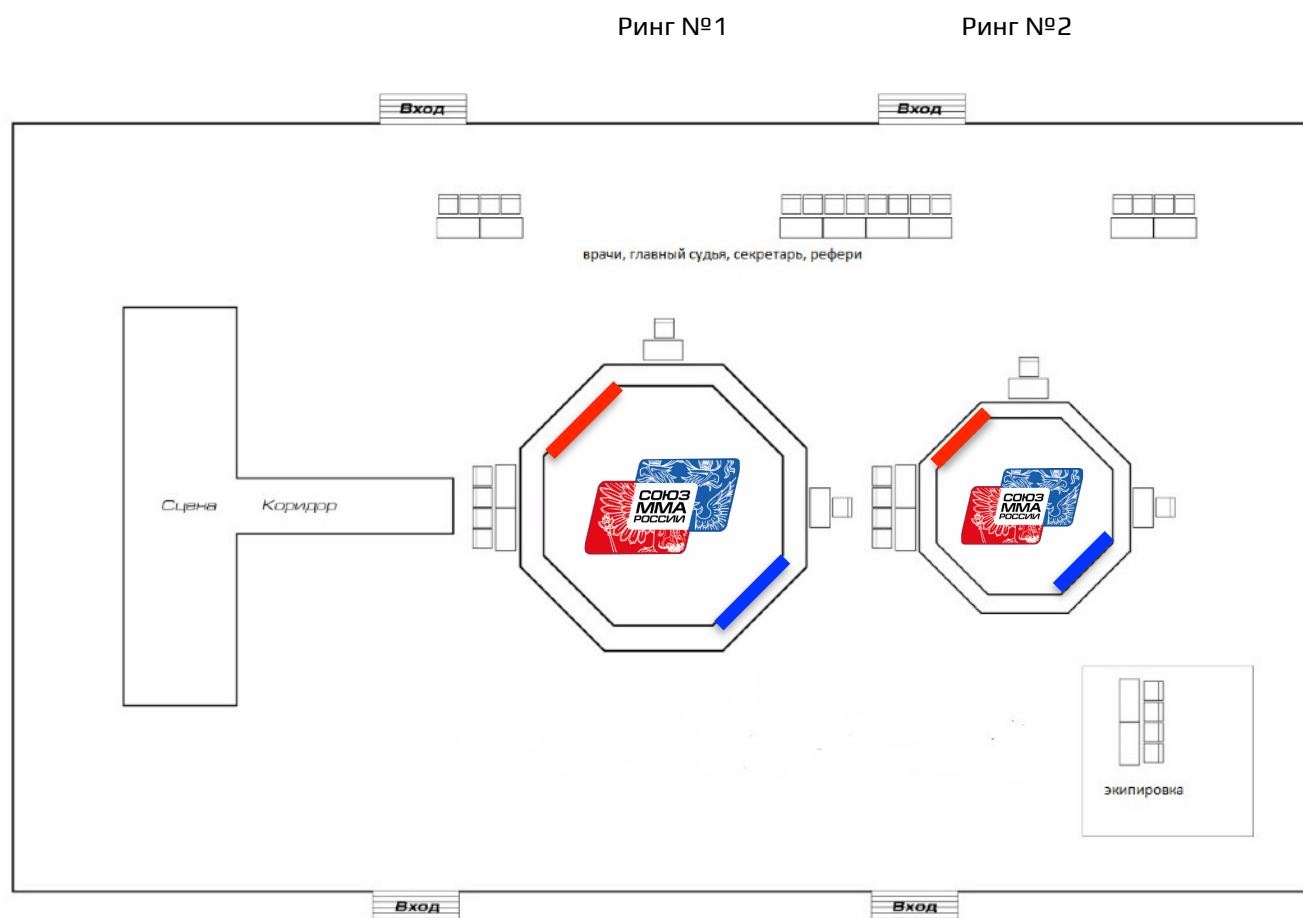 Ринг №1 Ринг №2
Вход Вход
врачи, главный судья, секретарь, рефери
Сцена Коридор
СОЮЗ
ММА
РОССИИ
СОЮЗ
ММА
РОССИИ
экипировка
Вход Вход